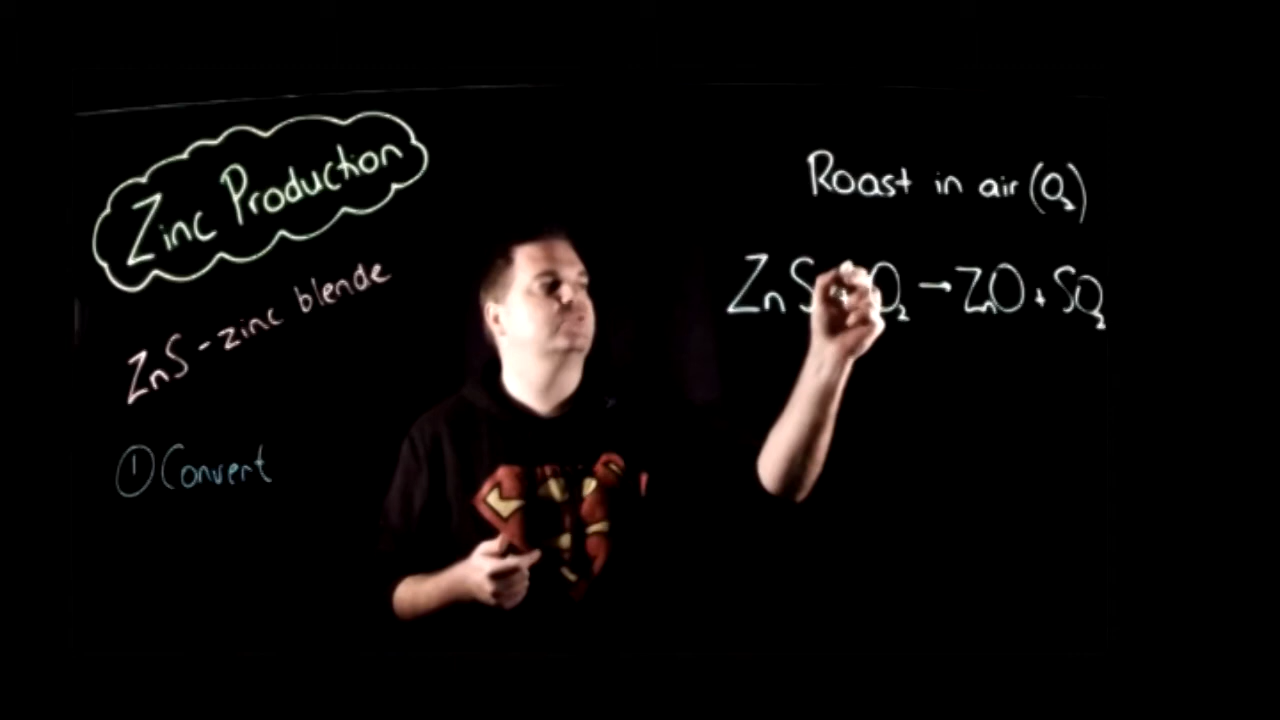 Zinc Production
ZnS - zinc blende
① Convert
Roast in air (O₂)
ZnS + O₂ → ZnO + SO₂